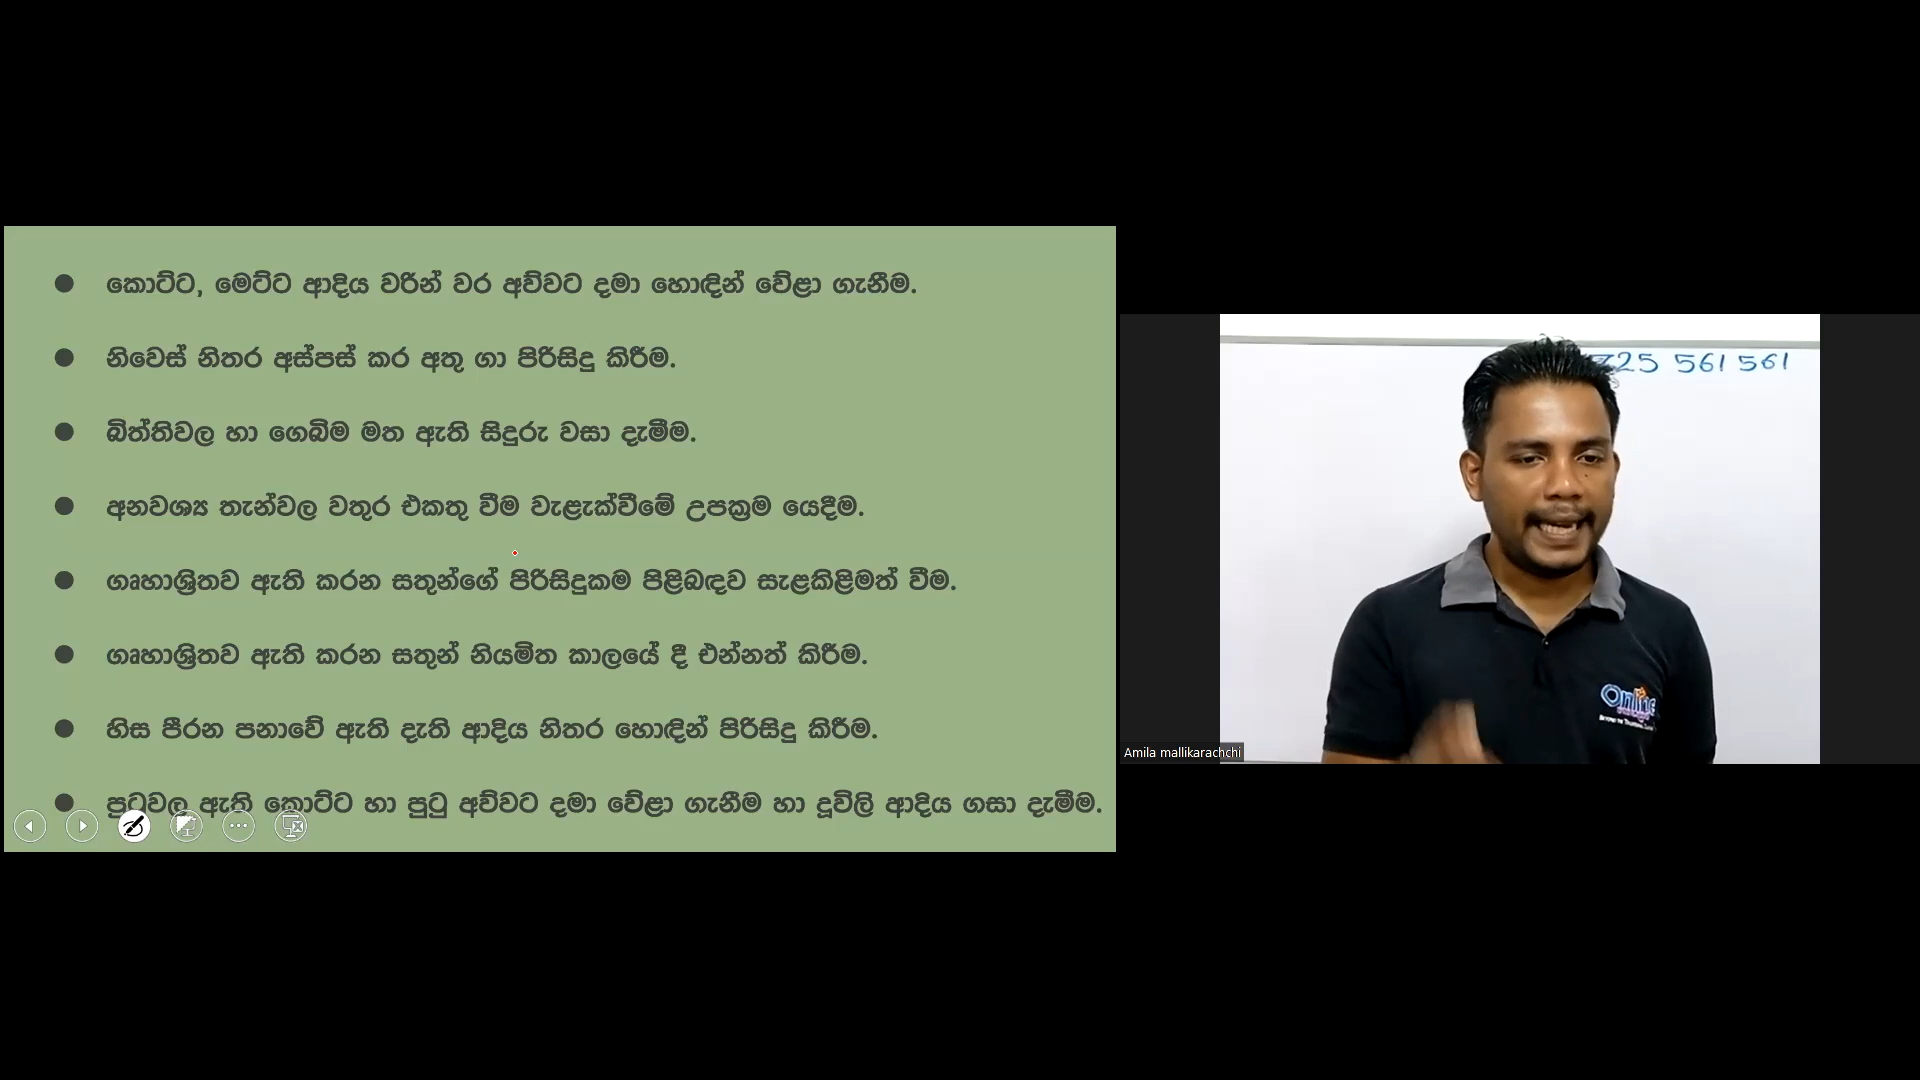 කොට්ට, මෙට්ට ආදිය වරින් වර අව්වට දමා හොඳින් වේළා ගැනීම.
නිවෙස් නිතර අස්පස් කර අතු ගා පිරිසිදු කිරීම.
බිත්තිවල හා ගෙබිම මත ඇති සිදුරු වසා දැමීම.
අනවශ්‍ය තැන්වල වතුර එකතු වීම වැළැක්වීමේ උපක්‍රම යෙදීම.
ගෘහාශ්‍රිතව ඇති කරන සතුන්ගේ පිරිසිදුකම පිළිබඳව සැළකිළිමත් වීම.
ගෘහාශ්‍රිතව ඇති කරන සතුන් නියමිත කාලයේ දී එන්නත් කිරීම.
හිස පීරන පනාවේ ඇති දැති ආදිය නිතර හොඳින් පිරිසිදු කිරීම.
පුටුවල ඇති කොට්ට හා පුටු අව්වට දමා වේළා ගැනීම හා දූවිලි ආදිය ගසා දැමීම.
25 561 561
Online
Amila mallikarachchi